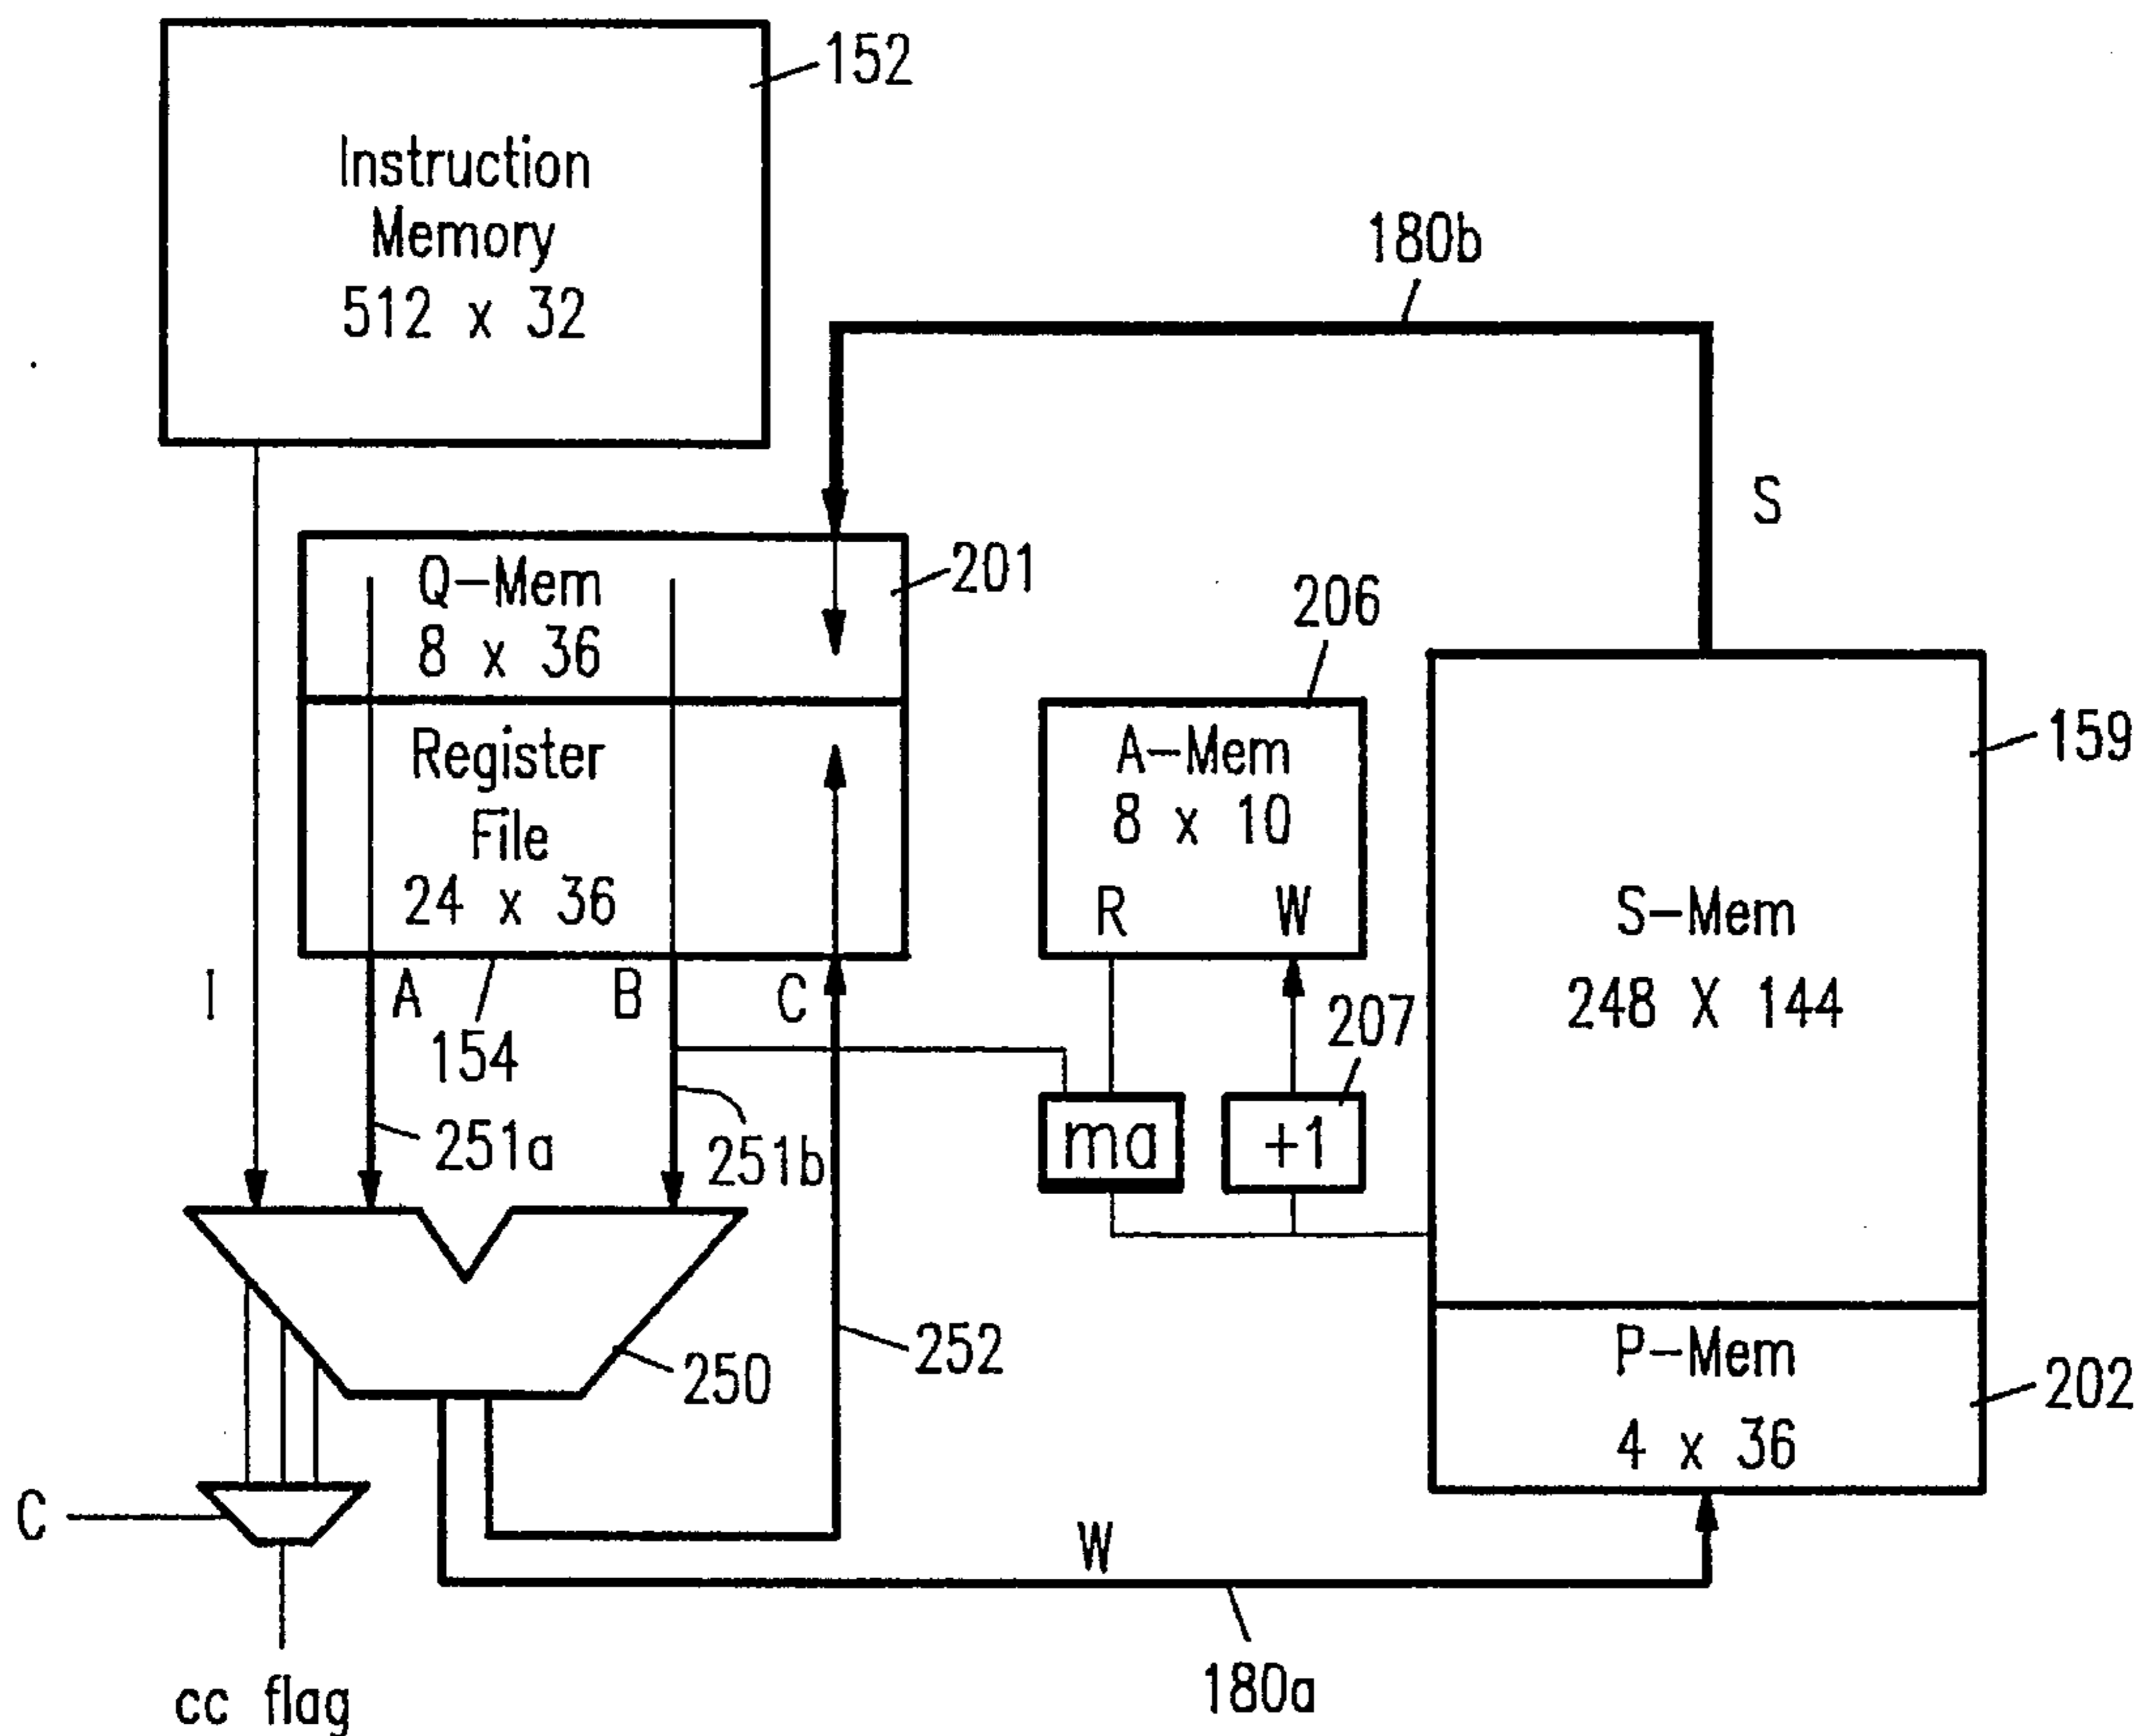 152
Instruction
Memory
512 x 32
180b
S
Q-Mem
8 x 36
201
206
159
Register
File
24 x 36
A-Mem
8 x 10
R W
S-Mem
248 X 144
I
A
B
C
154
207
251a
251b
ma
+1
250
252
P-Mem
4 x 36
202
C
W
cc flag
180a